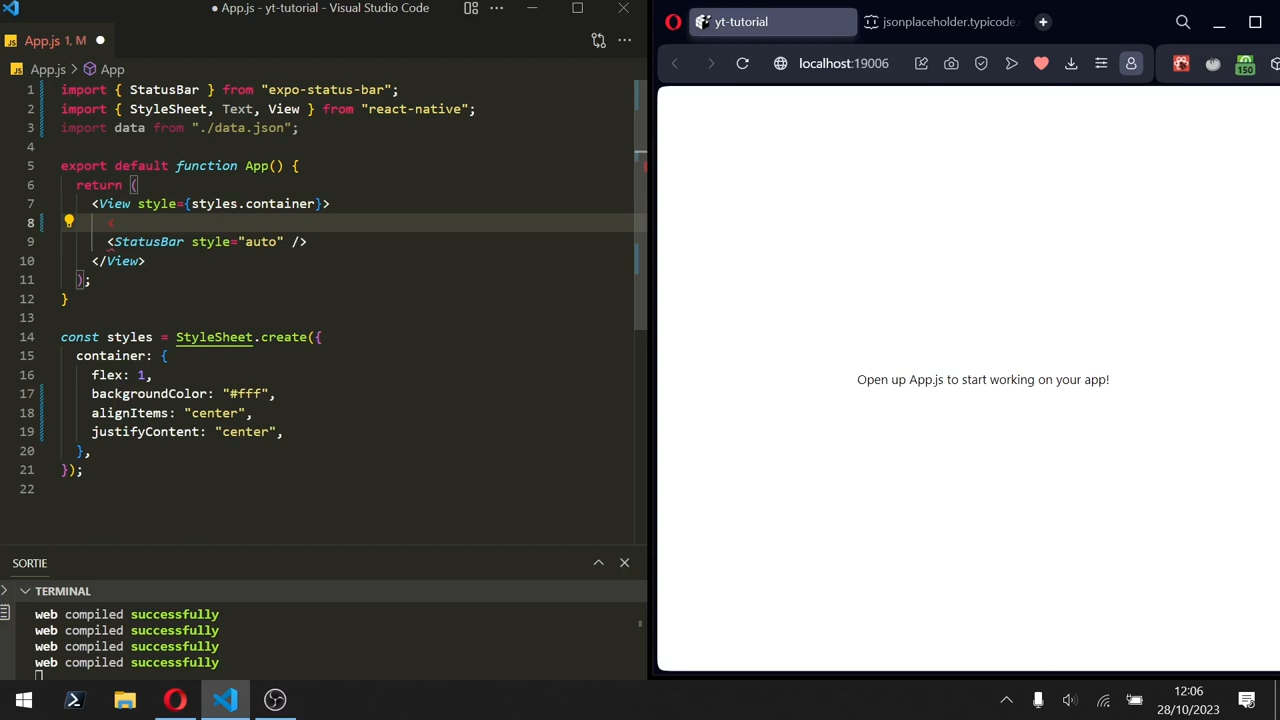 ● App.js - yt-tutorial - Visual Studio Code
App.js 1, M ●
App.js > App
1 import { StatusBar } from "expo-status-bar";
2 import { StyleSheet, Text, View } from "react-native";
3 import data from "./data.json";
4
5 export default function App() {
6 return (
7 <View style={styles.container}>
8 <
9 <StatusBar style="auto" />
10 </View>
11 );
12 }
13
14 const styles = StyleSheet.create({
15 container: {
16 flex: 1,
17 backgroundColor: "#fff",
18 alignItems: "center",
19 justifyContent: "center",
20 },
21 });
22
SORTIE
TERMINAL
web compiled successfully
web compiled successfully
web compiled successfully
web compiled successfully
yt-tutorial
jsonplaceholder.typicode.
localhost:19006
150
Open up App.js to start working on your app!
12:06
28/10/2023